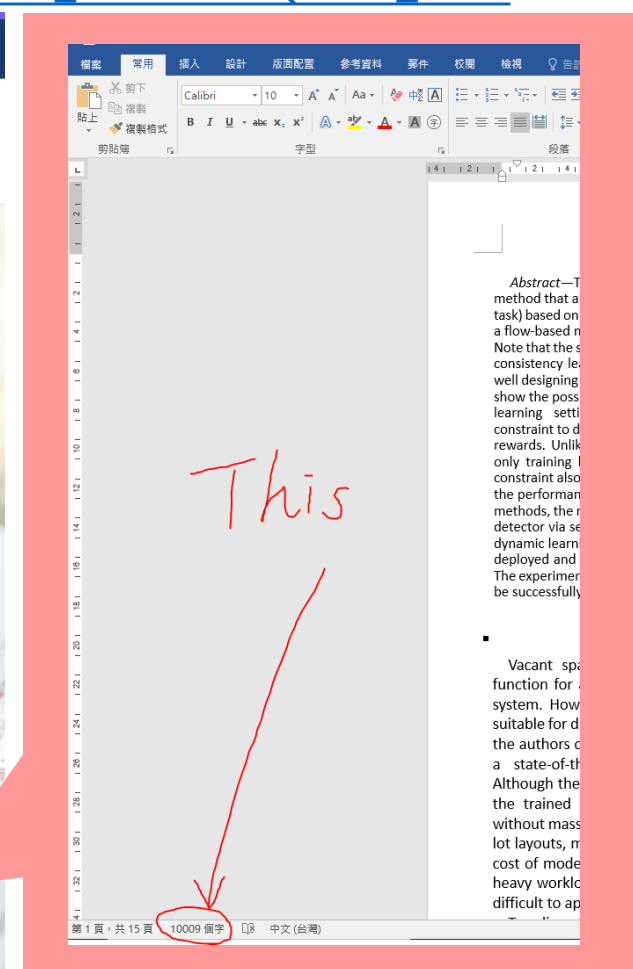 檔案 常用 插入 設計 版面配置 參考資料 郵件 校閱 檢視
剪下
複製
貼上
複製格式
剪貼簿
Calibri 10
Aa
B I U abc X₂ X²
字型
段落
Abstract—T
method that a
task) based on
a flow-based m
Note that the s
consistency lea
well designing
show the poss
learning setti
constraint to d
rewards. Unlik
only training
constraint also
the performan
methods, the r
detector via se
dynamic learni
deployed and
The experimen
be successfully
This
Vacant spa
function for
system. How
suitable for d
the authors o
a state-of-th
Although the
the trained
without mass
lot layouts, m
cost of mode
heavy worklo
difficult to ap
第 1 頁，共 15 頁 10009 個字 中文 (台灣)